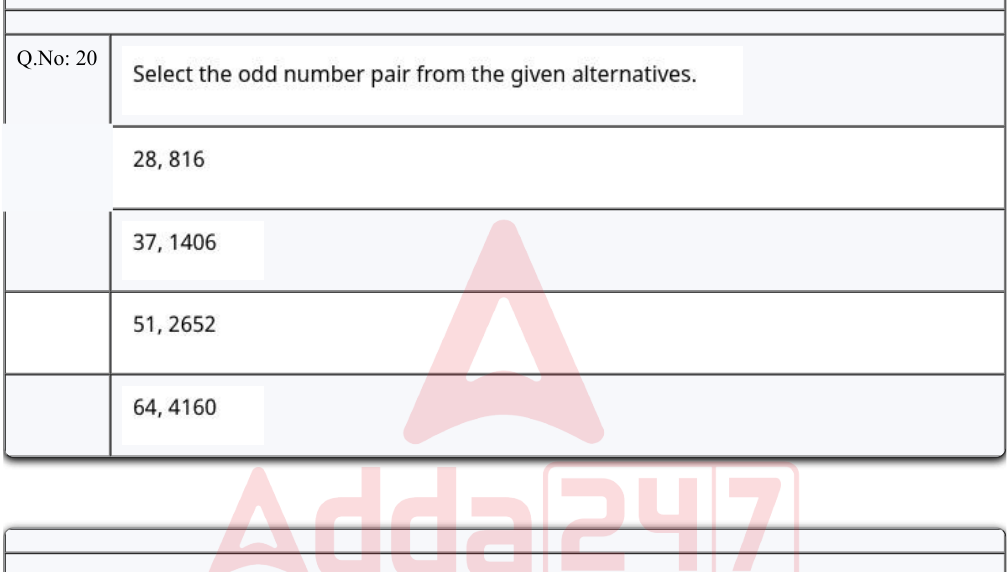 Q.No: 20
Select the odd number pair from the given alternatives.
28, 816
37, 1406
51, 2652
64, 4160
Adda247